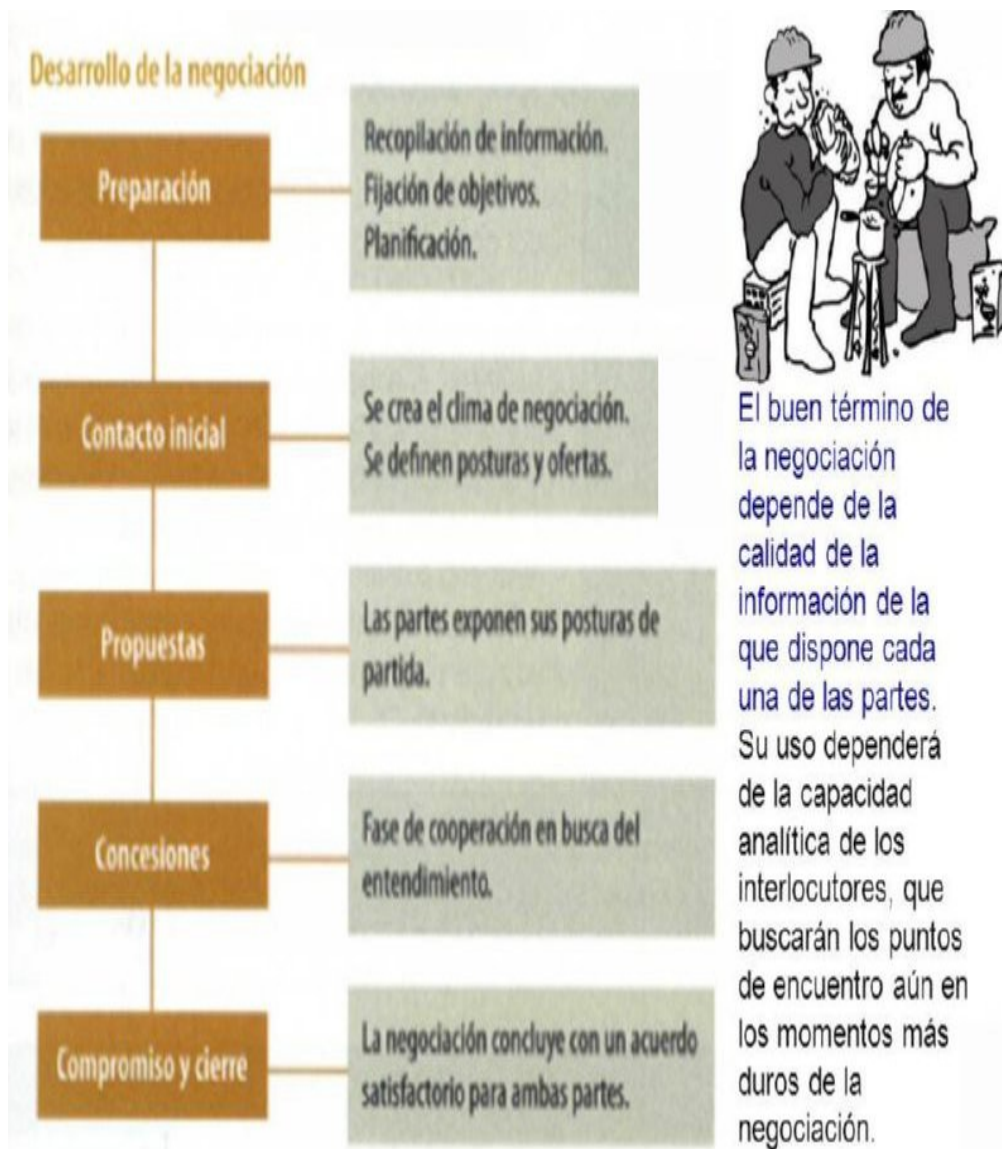 Desarrollo de la negociación
Preparación
Recopilación de información.
Fijación de objetivos.
Planificación.
Contacto inicial
Se crea el clima de negociación.
Se definen posturas y ofertas.
Propuestas
Las partes exponen sus posturas de
partida.
Concesiones
Fase de cooperación en busca del
entendimiento.
Compromiso y cierre
La negociación concluye con un acuerdo
satisfactorio para ambas partes.
El buen término de
la negociación
depende de la
calidad de la
información de la
que dispone cada
una de las partes.
Su uso dependerá
de la capacidad
analítica de los
interlocutores, que
buscarán los puntos
de encuentro aún en
los momentos más
duros de la
negociación.